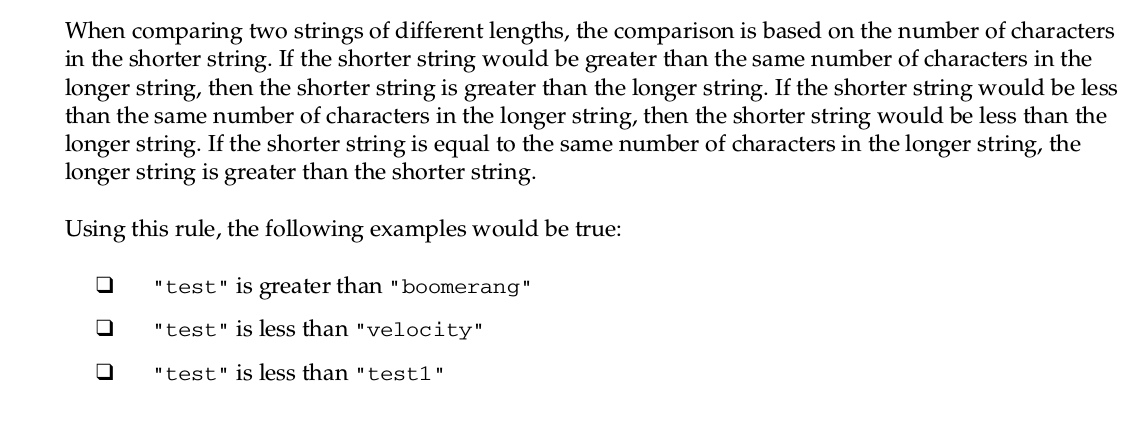 When comparing two strings of different lengths, the comparison is based on the number of characters
in the shorter string. If the shorter string would be greater than the same number of characters in the
longer string, then the shorter string is greater than the longer string. If the shorter string would be less
than the same number of characters in the longer string, then the shorter string would be less than the
longer string. If the shorter string is equal to the same number of characters in the longer string, the
longer string is greater than the shorter string.
Using this rule, the following examples would be true:
❑ "test" is greater than "boomerang"
❑ "test" is less than "velocity"
❑ "test" is less than "test1"